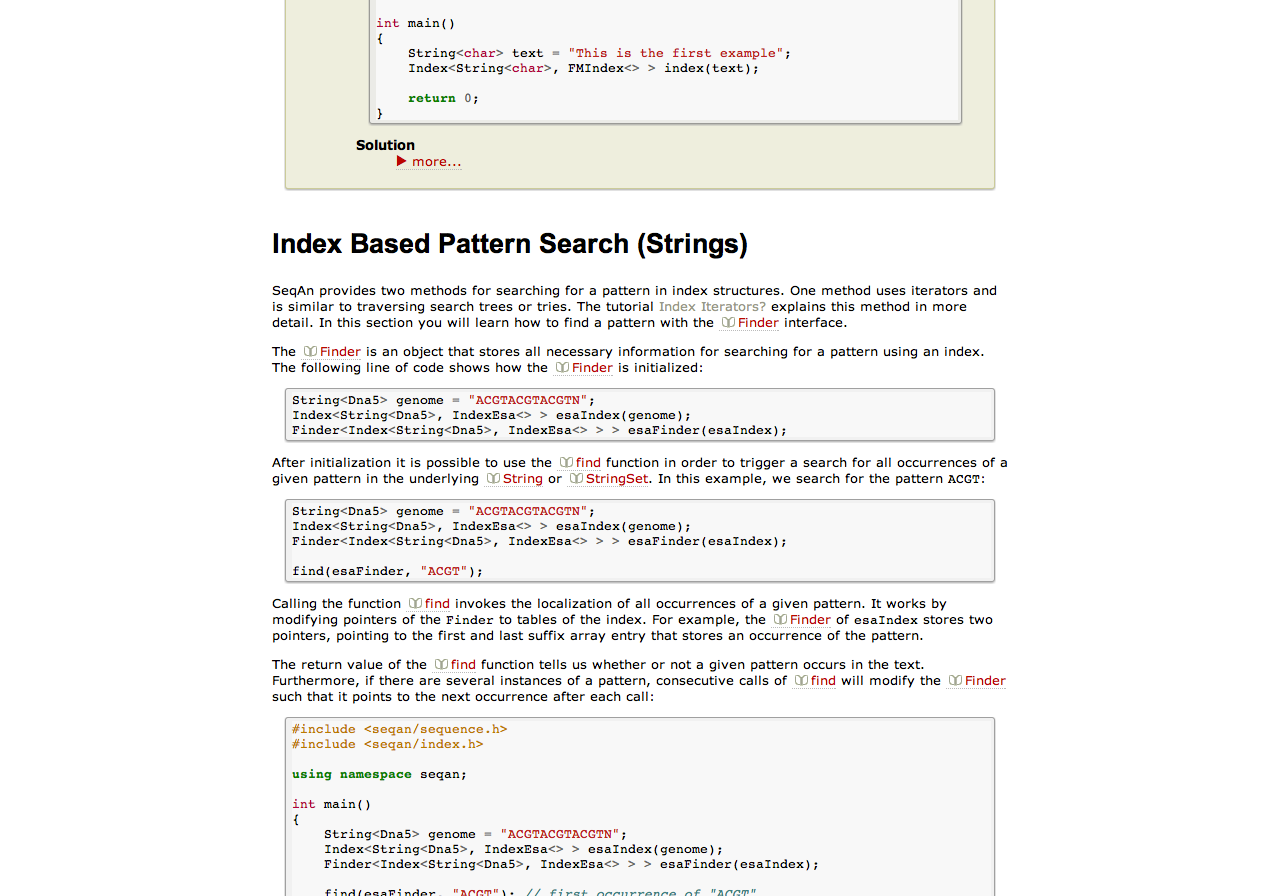 int main()
{
    String<char> text = "This is the first example";
    Index<String<char>, FMIndex<> > index(text);
    return 0;
}
Solution
more...
Index Based Pattern Search (Strings)
SeqAn provides two methods for searching for a pattern in index structures. One method uses iterators and
is similar to traversing search trees or tries. The tutorial Index Iterators? explains this method in more
detail. In this section you will learn how to find a pattern with the Finder interface.
The Finder is an object that stores all necessary information for searching for a pattern using an index.
The following line of code shows how the Finder is initialized:
String<Dna5> genome = "ACGTACGTACGTN";
Index<String<Dna5>, IndexEsa<> > esaIndex(genome);
Finder<Index<String<Dna5>, IndexEsa<> > > esaFinder(esaIndex);
After initialization it is possible to use the find function in order to trigger a search for all occurrences of a
given pattern in the underlying String or StringSet. In this example, we search for the pattern ACGT:
String<Dna5> genome = "ACGTACGTACGTN";
Index<String<Dna5>, IndexEsa<> > esaIndex(genome);
Finder<Index<String<Dna5>, IndexEsa<> > > esaFinder(esaIndex);
find(esaFinder, "ACGT");
Calling the function find invokes the localization of all occurrences of a given pattern. It works by
modifying pointers of the Finder to tables of the index. For example, the Finder of esaIndex stores two
pointers, pointing to the first and last suffix array entry that stores an occurrence of the pattern.
The return value of the find function tells us whether or not a given pattern occurs in the text.
Furthermore, if there are several instances of a pattern, consecutive calls of find will modify the Finder
such that it points to the next occurrence after each call:
#include <seqan/sequence.h>
#include <seqan/index.h>
using namespace seqan;
int main()
{
    String<Dna5> genome = "ACGTACGTACGTN";
    Index<String<Dna5>, IndexEsa<> > esaIndex(genome);
    Finder<Index<String<Dna5>, IndexEsa<> > > esaFinder(esaIndex);
    find(esaFinder, "ACGT"); // first occurrence of "ACGT"